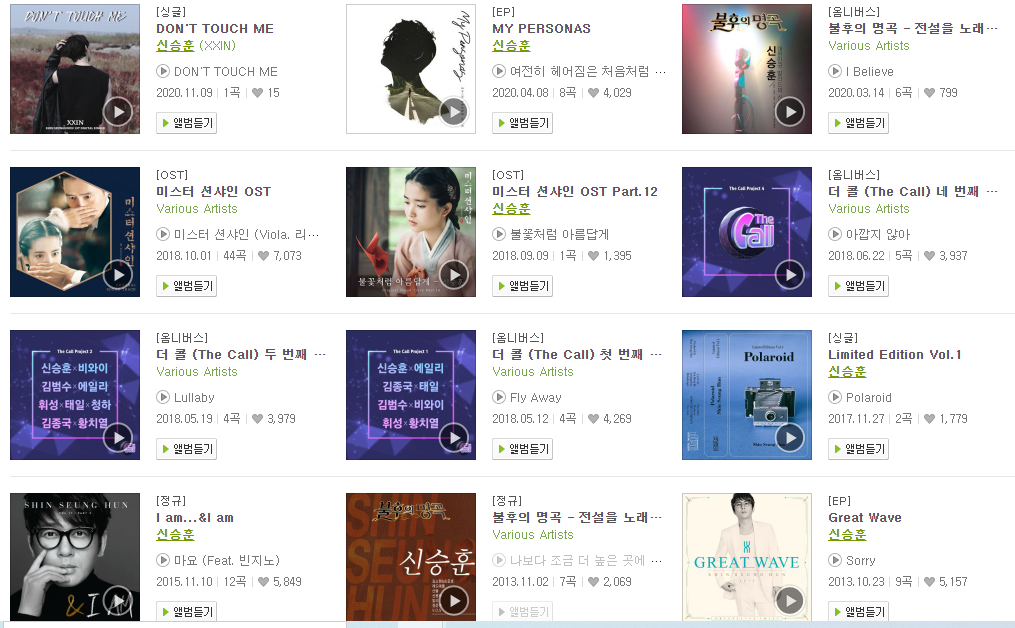 DON'T TOUCH ME
XXIN
[싱글]
DON'T TOUCH ME
신승훈 (XXIN)
DON'T TOUCH ME
2020.11.09 | 1곡 | 15
앨범듣기
My Personas
[EP]
MY PERSONAS
신승훈
여전히 헤어짐은 처음처럼 ...
2020.04.08 | 8곡 | 4,029
앨범듣기
불후의 명곡
신승훈
[옴니버스]
불후의 명곡 - 전설을 노래...
Various Artists
I Believe
2020.03.14 | 6곡 | 799
앨범듣기
미스터 션샤인
[OST]
미스터 션샤인 OST
Various Artists
미스터 션샤인 (Viola. 리...
2018.10.01 | 44곡 | 7,073
앨범듣기
미스터 션샤인
불꽃처럼 아름답게
[OST]
미스터 션샤인 OST Part.12
신승훈
불꽃처럼 아름답게
2018.09.09 | 1곡 | 1,395
앨범듣기
The Call Project 4
The Call
[옴니버스]
더 콜 (The Call) 네 번째 ...
Various Artists
아깝지 않아
2018.06.22 | 5곡 | 3,937
앨범듣기
The Call Project 2
신승훈×비와이
김범수×에일리
휘성×태일×청하
김종국×황치열
[옴니버스]
더 콜 (The Call) 두 번째 ...
Various Artists
Lullaby
2018.05.19 | 4곡 | 3,979
앨범듣기
The Call Project 1
신승훈×에일리
김종국×태일
김범수×비와이
휘성×황치열
[옴니버스]
더 콜 (The Call) 첫 번째 ...
Various Artists
Fly Away
2018.05.12 | 4곡 | 4,269
앨범듣기
Polaroid
Polaroid
Shin Seung Hun
[싱글]
Limited Edition Vol.1
신승훈
Polaroid
2017.11.27 | 2곡 | 1,779
앨범듣기
SHIN SEUNG HUN
& I AM
[정규]
I am...&I am
신승훈
마요 (Feat. 빈지노)
2015.11.10 | 12곡 | 5,849
앨범듣기
SHIN
SEUNG
HUN
불후의 명곡
신승훈
[정규]
불후의 명곡 - 전설을 노래...
Various Artists
나보다 조금 더 높은 곳에 ...
2013.11.02 | 7곡 | 2,069
앨범듣기
GREAT WAVE
SHIN SEUNG HUN
[EP]
Great Wave
신승훈
Sorry
2013.10.23 | 9곡 | 5,157
앨범듣기